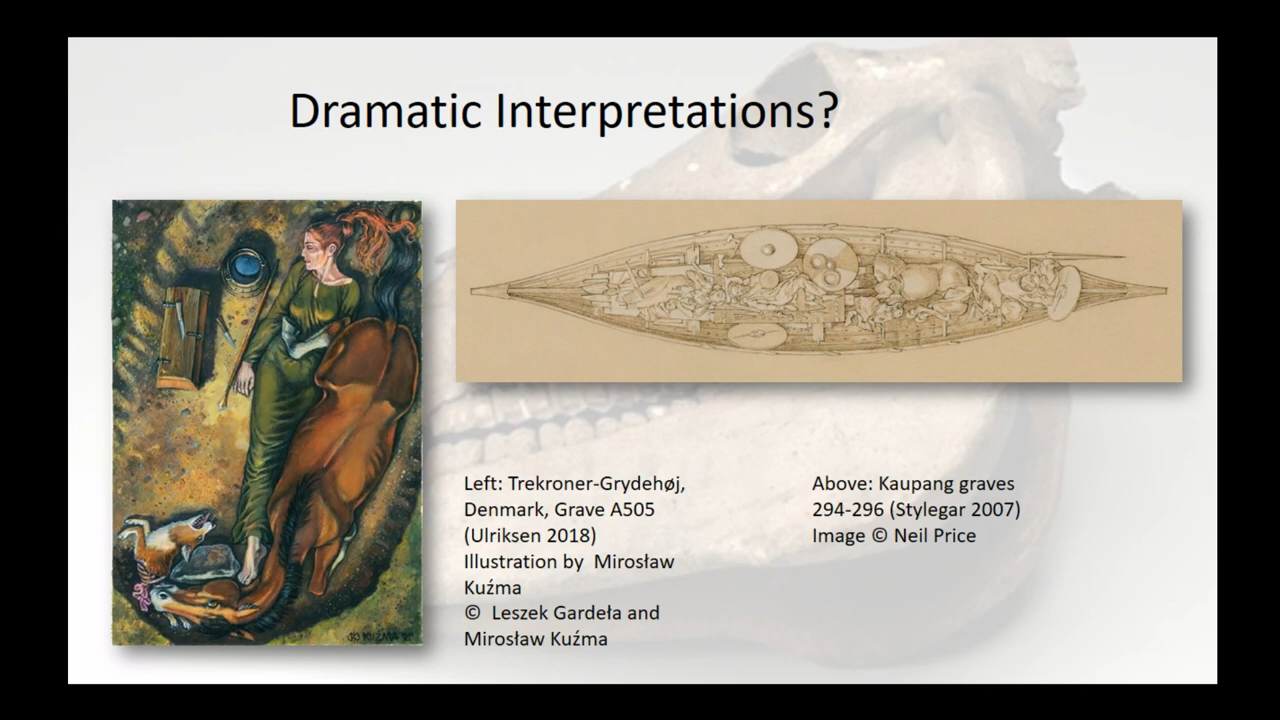 Dramatic Interpretations?
Left: Trekroner-Grydehøj,
Denmark, Grave A505
(Ulriksen 2018)
Illustration by Mirosław
Kuźma
© Leszek Gardeła and
Mirosław Kuźma
Above: Kaupang graves
294-296 (Stylegar 2007)
Image © Neil Price